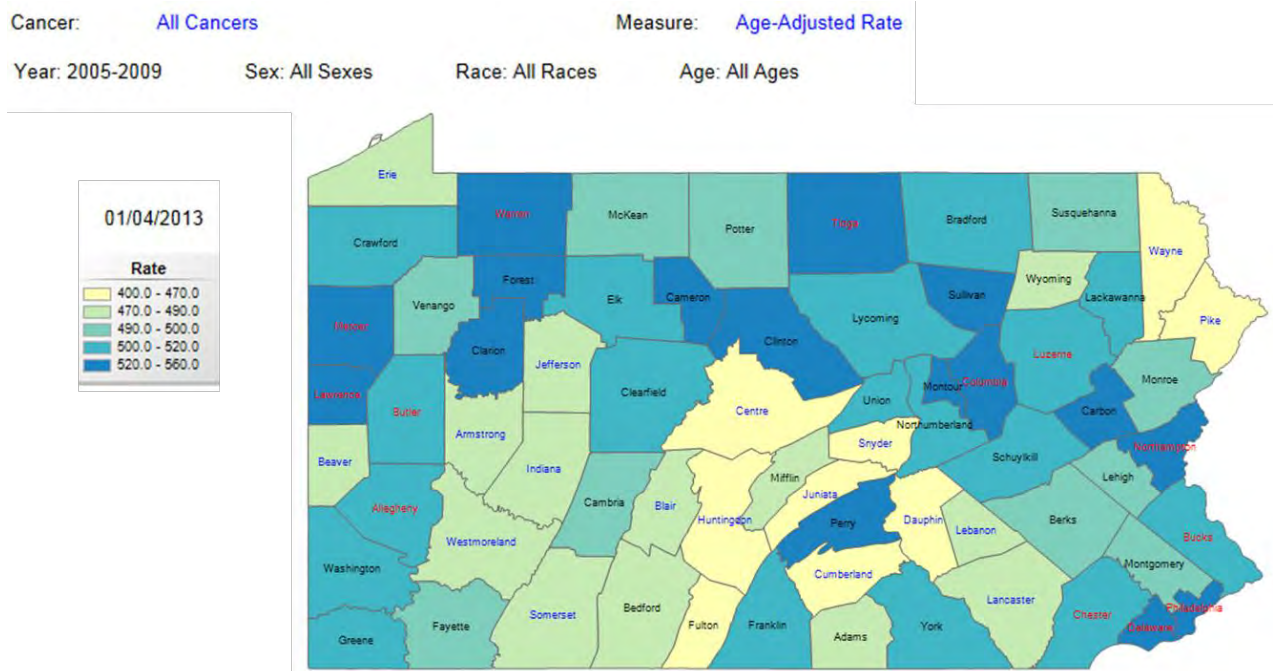 Cancer: All Cancers Measure: Age-Adjusted Rate
Year: 2005-2009 Sex: All Sexes Race: All Races Age: All Ages
01/04/2013
Rate
400.0 - 470.0
470.0 - 490.0
490.0 - 500.0
500.0 - 520.0
520.0 - 560.0
Erie
Warren
McKean
Potter
Tioga
Bradford
Susquehanna
Wayne
Crawford
Forest
Elk
Cameron
Sullivan
Wyoming
Lackawanna
Pike
Venango
Mercer
Clarion
Clinton
Lycoming
Luzerne
Monroe
Jefferson
Clearfield
Lawrence
Butler
Centre
Union
Montour
Columbia
Carbon
Northumberland
Armstrong
Snyder
Northampton
Beaver
Indiana
Schuylkill
Lehigh
Mifflin
Juniata
Cambria
Blair
Huntingdon
Allegheny
Perry
Dauphin
Lebanon
Berks
Bucks
Westmoreland
Washington
Cumberland
Montgomery
Somerset
Bedford
Lancaster
Philadelphia
Greene
Fayette
Fulton
Franklin
Adams
York
Chester
Delaware